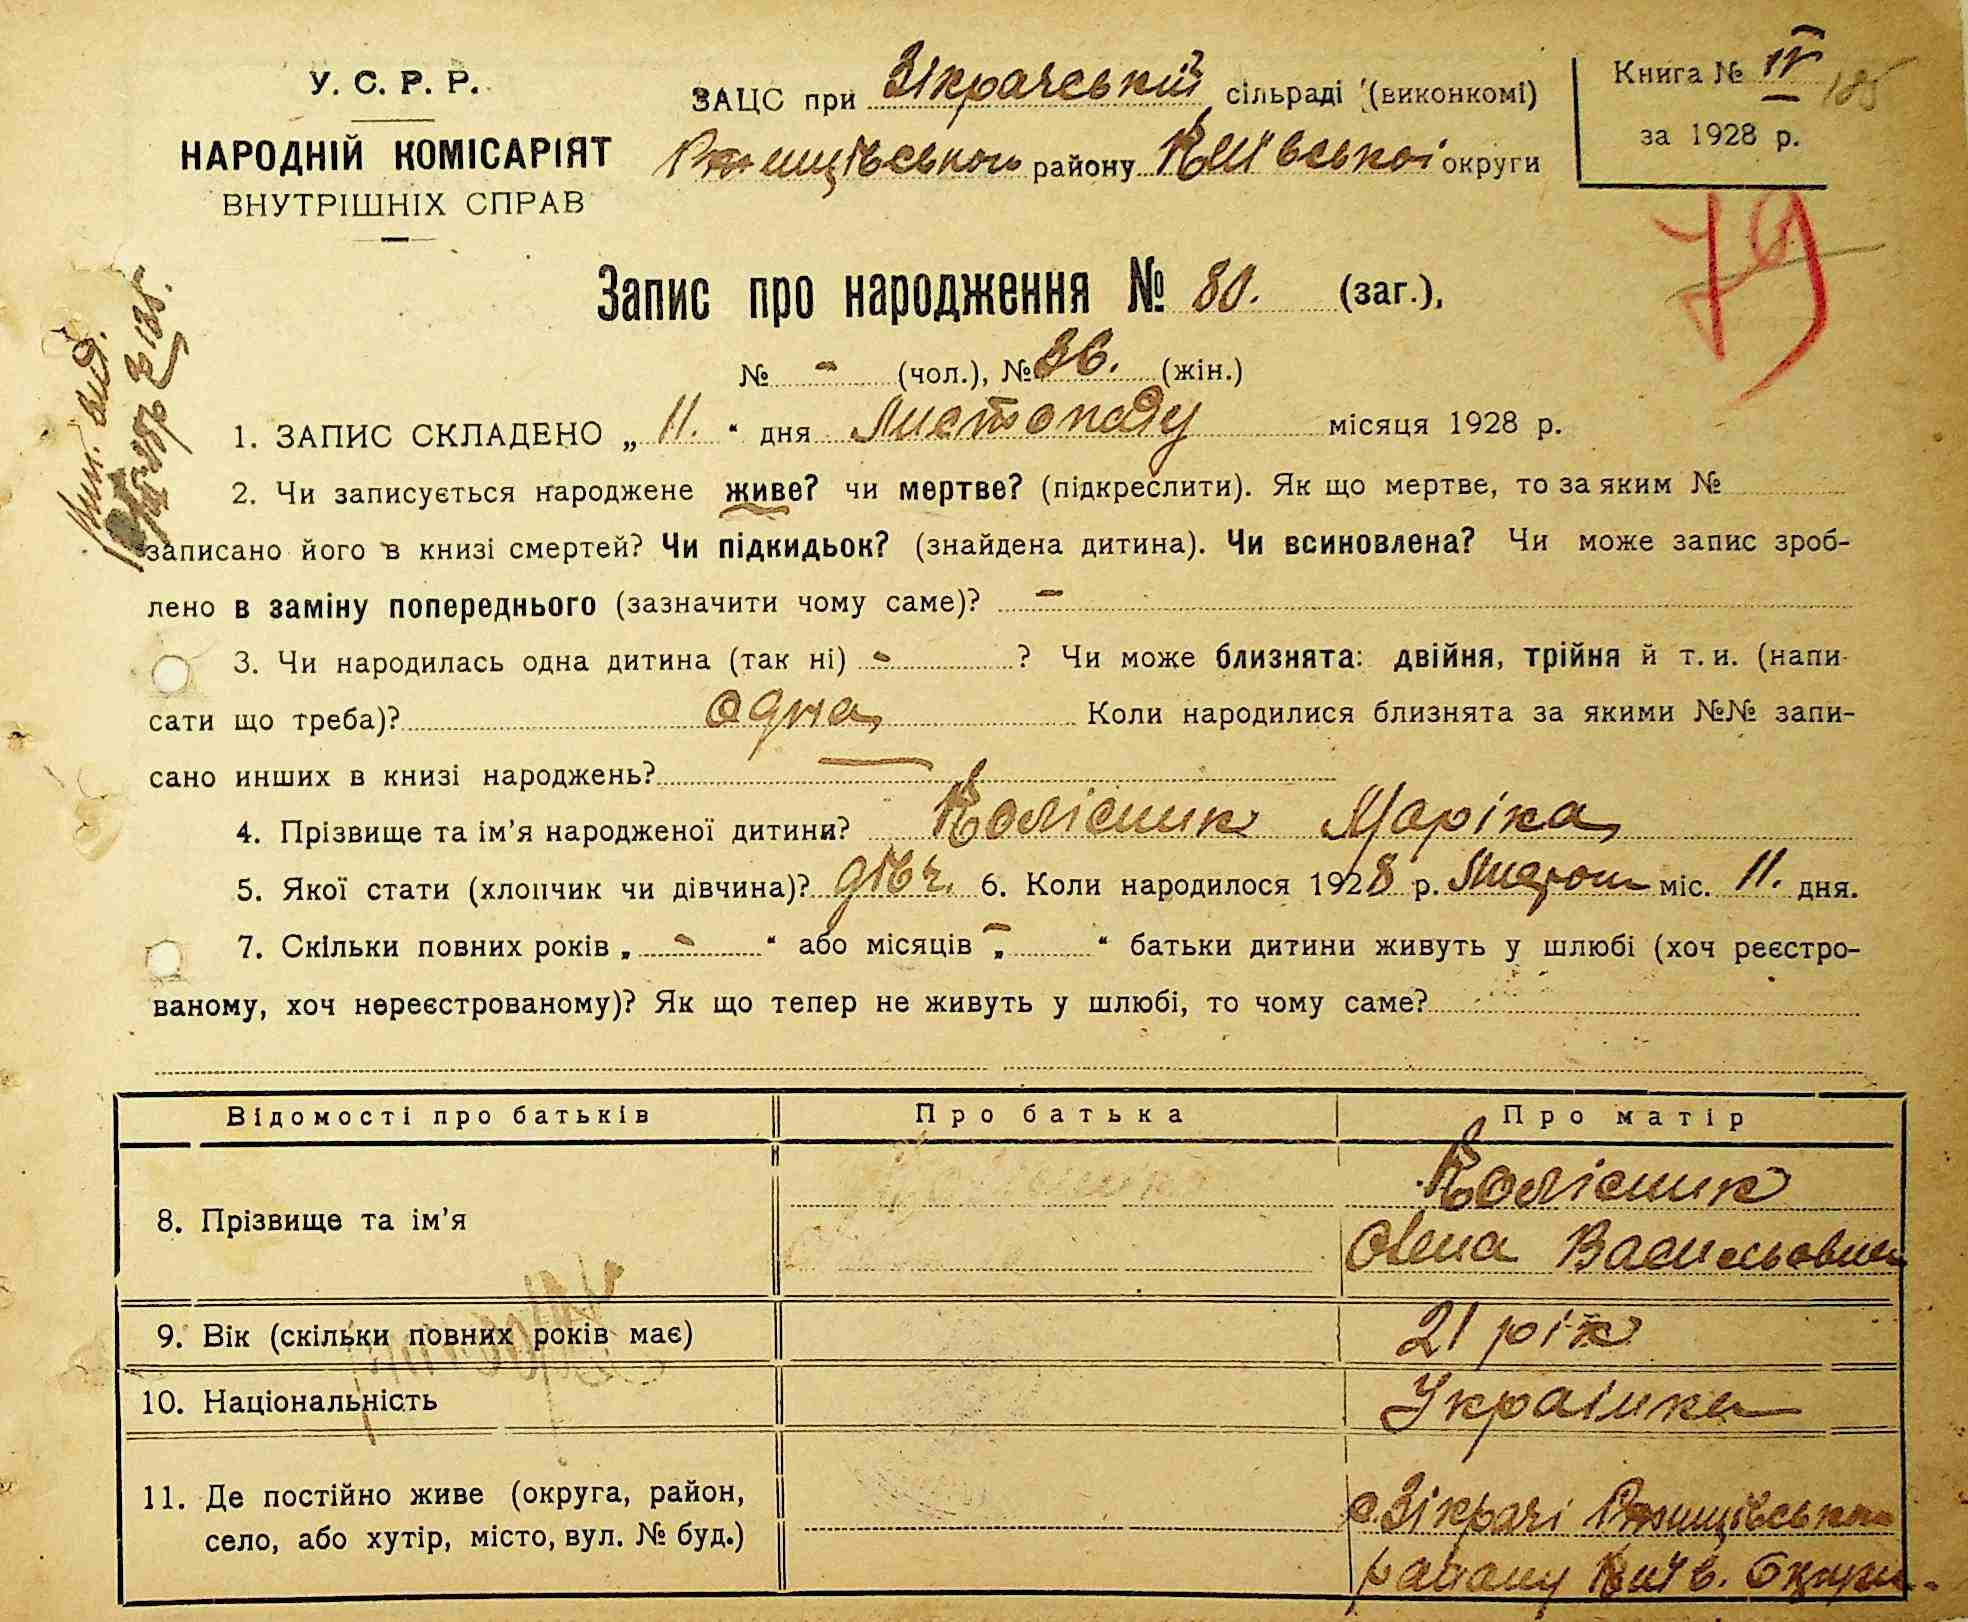 У. С. Р. Р.
НАРОДНІЙ КОМІСАРІЯТ
ВНУТРІШНІХ СПРАВ
ЗАЦС при Зікрачській сільраді (виконкомі)
Ржищівського району Київської округи
Книга № IV 185
за 1928 р.
79
Запис про народження № 80. (заг.),
№ - (чол.), № 36. (жін.)
1. ЗАПИС СКЛАДЕНО „ 11. " дня Листопаду місяця 1928 р.
2. Чи записується народжене живе? чи мертве? (підкреслити). Як що мертве, то за яким №
записано його в книзі смертей? Чи підкидьок? (знайдена дитина). Чи всиновлена? Чи може запис зроб-
лено в заміну попереднього (зазначити чому саме)? -
3. Чи народилась одна дитина (так ні) - ? Чи може близнята: двійня, трійня й т. и. (напи-
сати що треба)? одна Коли народилися близнята за якими №№ запи-
сано инших в книзі народжень?
4. Прізвище та ім'я народженої дитини? Колісник Маріка
5. Якої стати (хлопчик чи дівчина)? дівч. 6. Коли народилося 1928 р. міс. 11. дня.
7. Скільки повних років „ - " або місяців „ - " батьки дитини живуть у шлюбі (хоч реєстро-
ваному, хоч нереєстрованому)? Як що тепер не живуть у шлюбі, то чому саме?
Відомості про батьків Про батька Про матір
8. Прізвище та ім'я Колісник
Олена Васильовна
9. Вік (скільки повних років має) 21 рік
10. Національність Українка
11. Де постійно живе (округа, район,
село, або хутір, місто, вул. № буд.)
с. Зікрачі Ржищівського
району Київ. Округи